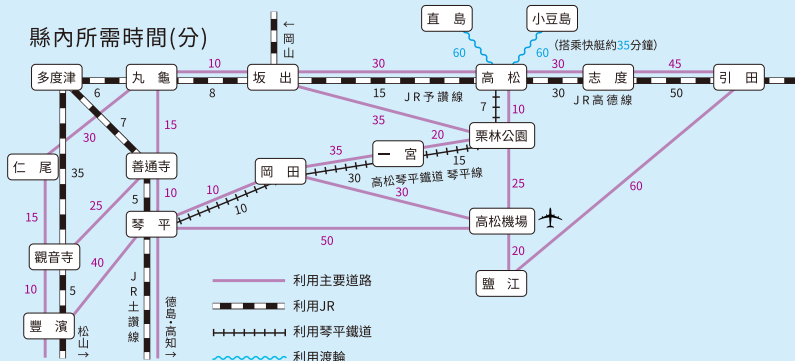 縣內所需時間(分)
←岡山
直 島
小豆島
60
60
(搭乘快艇約35分鐘)
多度津
丸 龜
坂 出
高 松
志 度
引 田
10
30
30
45
6
8
15
JR予讃線
30
JR高德線
50
7
10
7
15
35
30
栗林公園
20
35
一 宮
15
30
高松琴平鐵道 琴平線
仁 尾
35
善通寺
岡 田
10
5
10
10
30
25
60
15
25
琴 平
高松機場
50
20
觀音寺
40
鹽 江
10
5
豐 濱
松山→
JR土讃線
德島・高知→
利用主要道路
利用JR
利用琴平鐵道
利用渡輪